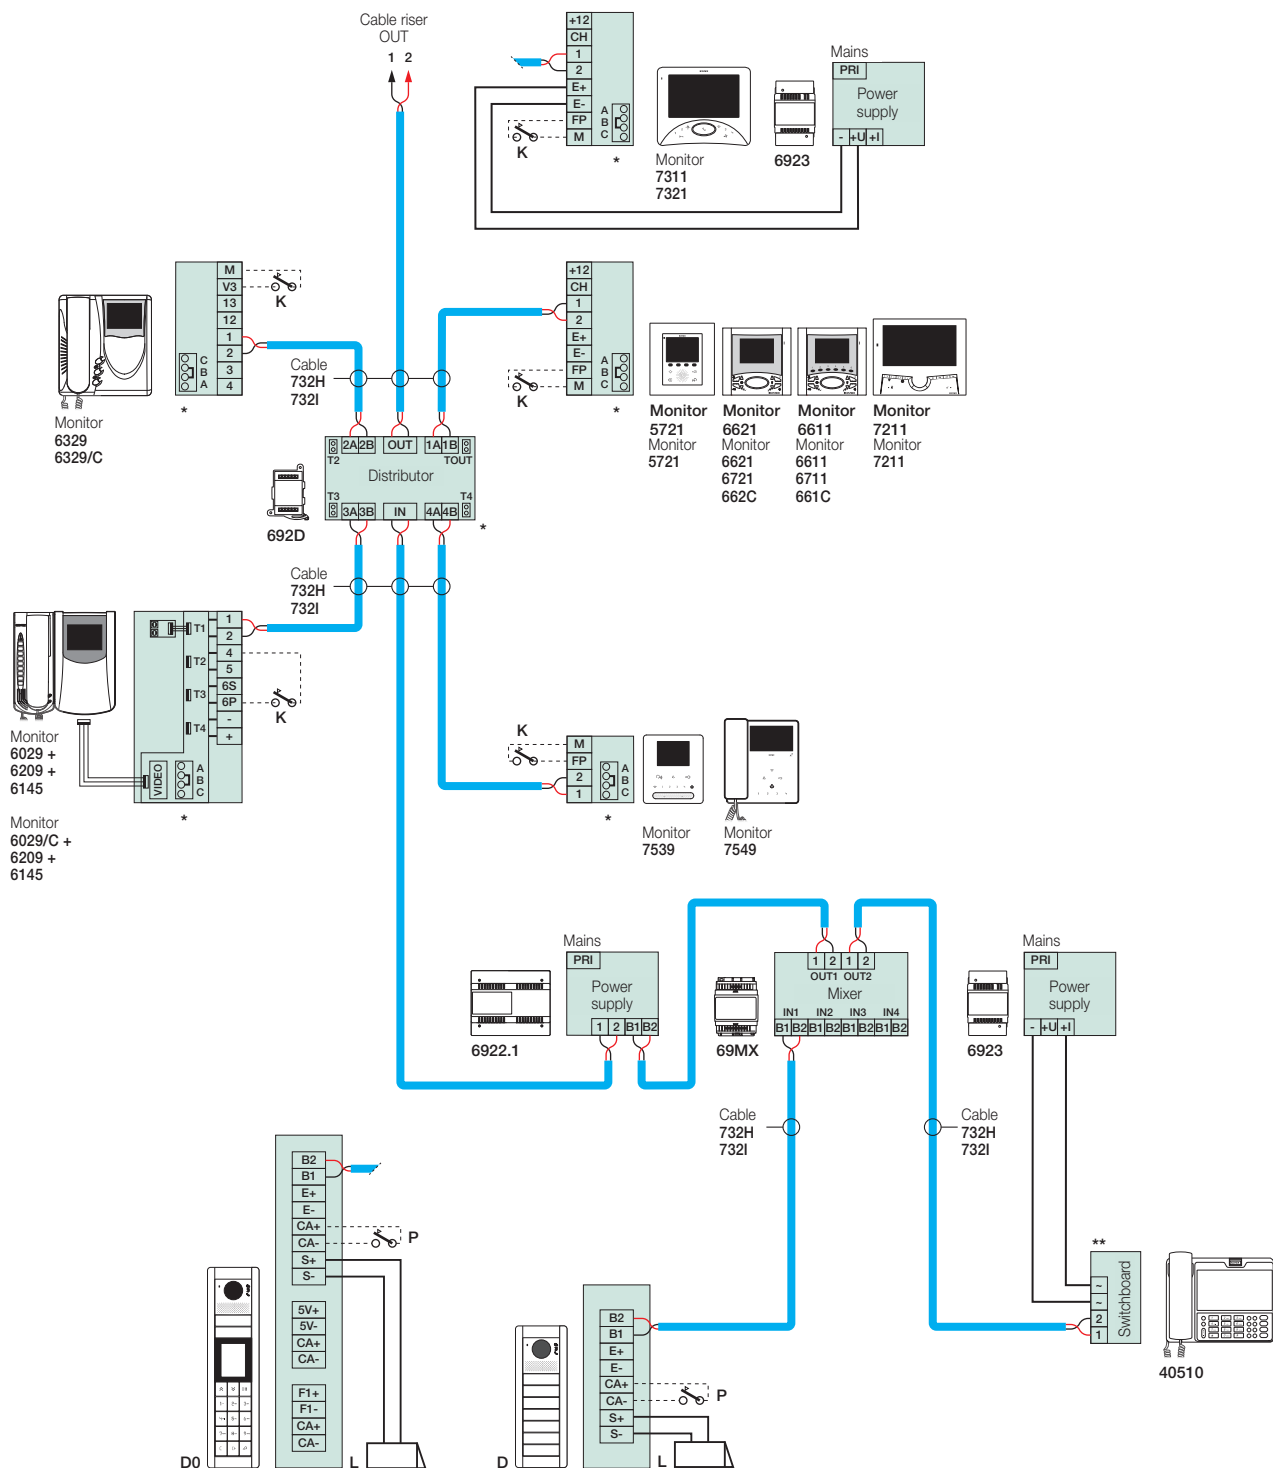 Cable riser
OUT
1 2
+12
CH
1
2
E+
E-
FP
M
A
B
C
*
K
Monitor
7311
7321
6923
Mains
PRI
Power
supply
- +U +I
M
V3
13
12
1
2
3
4
C
B
A
*
K
Monitor
6329
6329/C
Cable
732H
732I
+12
CH
1
2
E+
E-
FP
M
A
B
C
*
K
Monitor
5721
Monitor
5721
Monitor
6621
Monitor
6621
6721
662C
Monitor
6611
Monitor
6611
6711
661C
Monitor
7211
Monitor
7211
2A 2B OUT 1A 1B
T2 TOUT
Distributor
T3 T4
3A 3B IN 4A 4B
*
692D
Cable
732H
732I
T1
T2
T3
T4
1
2
4
5
6S
6P
-
+
VIDEO
A
B
C
*
K
Monitor
6029 +
6209 +
6145
Monitor
6029/C +
6209 +
6145
K
M
FP
2
1
A
B
C
*
Monitor
7539
Monitor
7549
Mains
PRI
Power
supply
1 2 B1 B2
6922.1
1 2 1 2
OUT1 OUT2
Mixer
IN1 IN2 IN3 IN4
B1 B2 B1 B2 B1 B2 B1 B2
69MX
Mains
PRI
Power
supply
- +U +I
6923
Cable
732H
732I
Cable
732H
732I
B2
B1
E+
E-
CA+
CA-
S+
S-
5V+
5V-
CA+
CA-
F1+
F1-
CA+
CA-
P
D0
L
B2
B1
E+
E-
CA+
CA-
S+
S-
P
D
L
**
~
~
2
1
Switchboard
40510